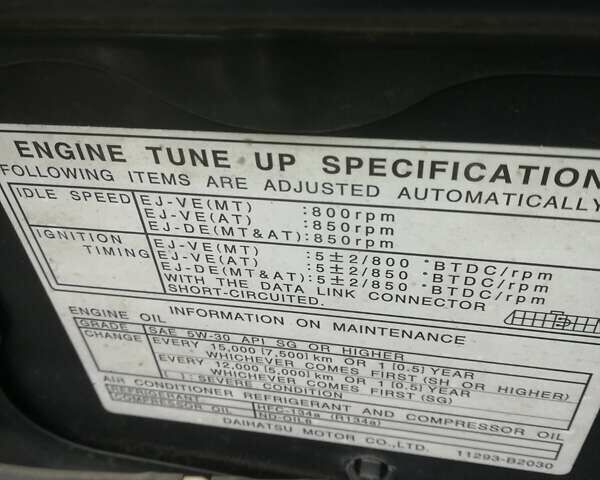 ENGINE TUNE UP SPECIFICATION
FOLLOWING ITEMS ARE ADJUSTED AUTOMATICALLY
IDLE SPEED EJ-VE(MT) :800rpm
EJ-VE(AT) :850rpm
EJ-DE(MT&AT):850rpm
IGNITION TIMING EJ-VE(MT) :5±2/800 °BTDC/rpm
EJ-VE(AT) :5±2/850 °BTDC/rpm
EJ-DE(MT&AT):5±2/850 °BTDC/rpm
WITH THE DATA LINK CONNECTOR
SHORT-CIRCUITED.
INFORMATION ON MAINTENANCE
ENGINE OIL
GRADE SAE 5W-30 API SG OR HIGHER
CHANGE EVERY 15,000 [7,500]km OR 1 [0.5] YEAR
WHICHEVER COMES FIRST (SH OR HIGHER)
EVERY 12,000 [5,000]km OR 1 [0.5] YEAR
WHICHEVER COMES FIRST (SG)
[ ]: SEVERE CONDITION
AIR CONDITIONER REFRIGERANT AND COMPRESSOR OIL
REFRIGERANT HFC-134a (R134a)
COMPRESSOR OIL ND-OIL8
DAIHATSU MOTOR CO.,LTD. 11293-B2030